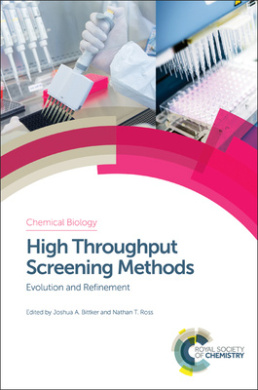 Chemical Biology
High Throughput
Screening Methods
Evolution and Refinement
Edited by Joshua A. Bittker and Nathan T. Ross
ROYAL SOCIETY
OF CHEMISTRY